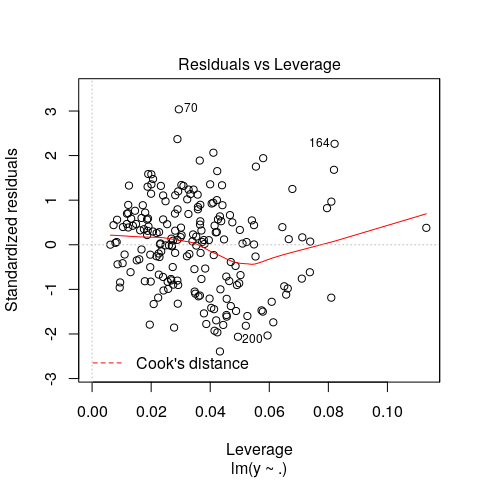 Residuals vs Leverage
Standardized residuals
3
2
1
0
-1
-2
-3
70
164
200
Cook's distance
0.00 0.02 0.04 0.06 0.08 0.10
Leverage
lm(y ~ .)